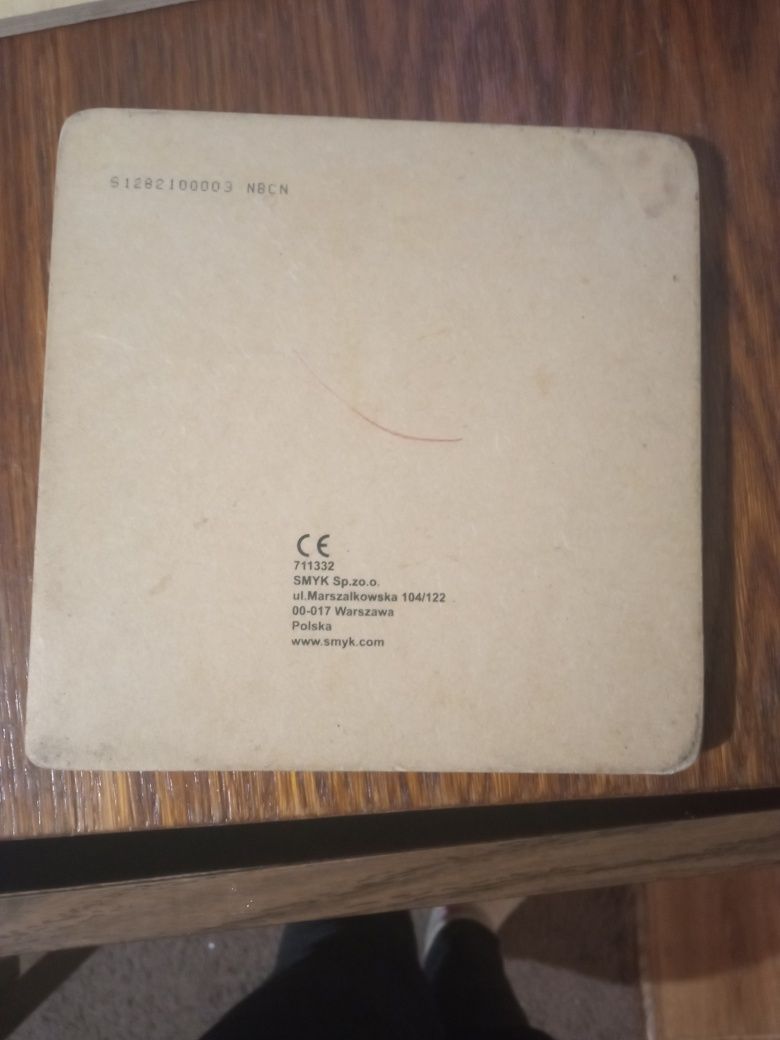 S1282100003 NBCN
CE
711332
SMYK Sp.zo.o.
ul.Marszalkowska 104/122
00-017 Warszawa
Polska
www.smyk.com